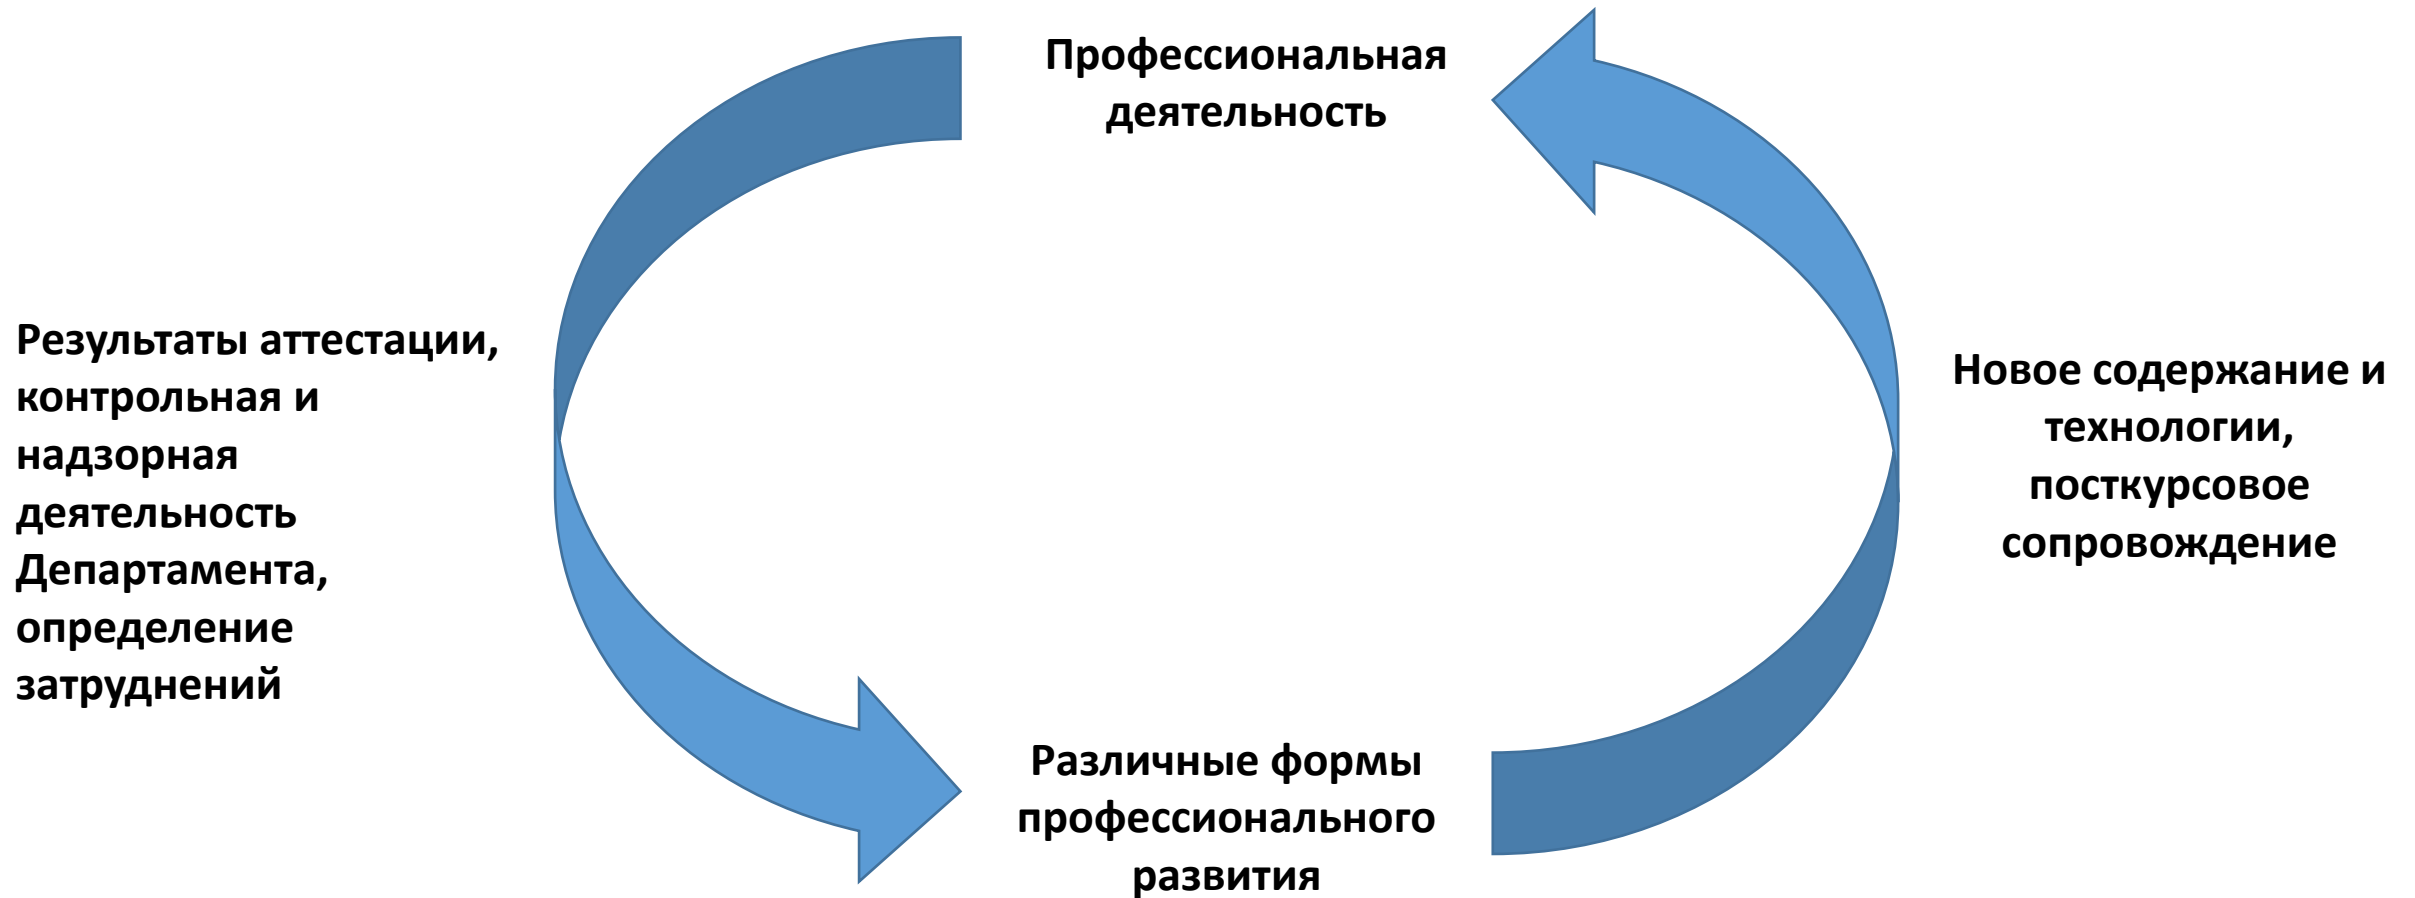 Профессиональная
деятельность
Результаты аттестации,
контрольная и
надзорная
деятельность
Департамента,
определение
затруднений
Новое содержание и
технологии,
посткурсовое
сопровождение
Различные формы
профессионального
развития